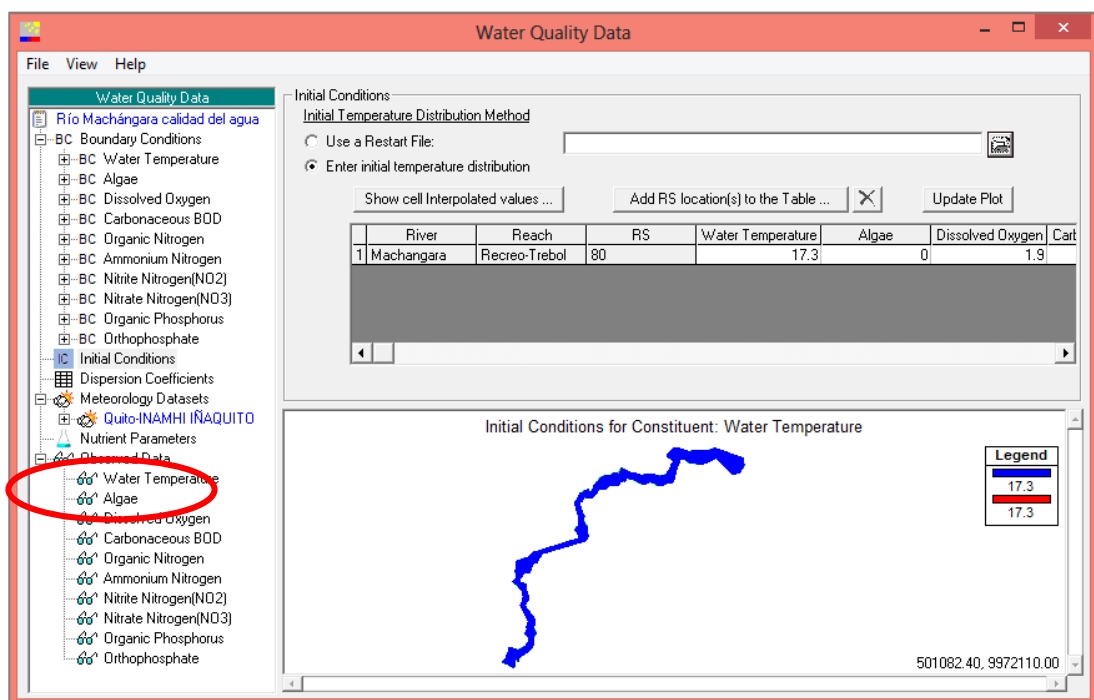 Water Quality Data
File View Help
Water Quality Data
Río Machángara calidad del agua
BC Boundary Conditions
BC Water Temperature
BC Algae
BC Dissolved Oxygen
BC Carbonaceous BOD
BC Organic Nitrogen
BC Ammonium Nitrogen
BC Nitrite Nitrogen(NO2)
BC Nitrate Nitrogen(NO3)
BC Organic Phosphorus
BC Orthophosphate
IC Initial Conditions
Dispersion Coefficients
Meteorology Datasets
Quito-INAMHI IÑAQUITO
Nutrient Parameters
Observed Data
Water Temperature
Algae
Dissolved Oxygen
Carbonaceous BOD
Organic Nitrogen
Ammonium Nitrogen
Nitrite Nitrogen(NO2)
Nitrate Nitrogen(NO3)
Organic Phosphorus
Orthophosphate
Initial Conditions
Initial Temperature Distribution Method
Use a Restart File:
Enter initial temperature distribution
Show cell Interpolated values ... Add RS location(s) to the Table ... Update Plot
River Reach RS Water Temperature Algae Dissolved Oxygen Carb
1 Machangara Recreo-Trebol 80 17.3 0 1.9
Initial Conditions for Constituent: Water Temperature
Legend
17.3
17.3
501082.40, 9972110.00